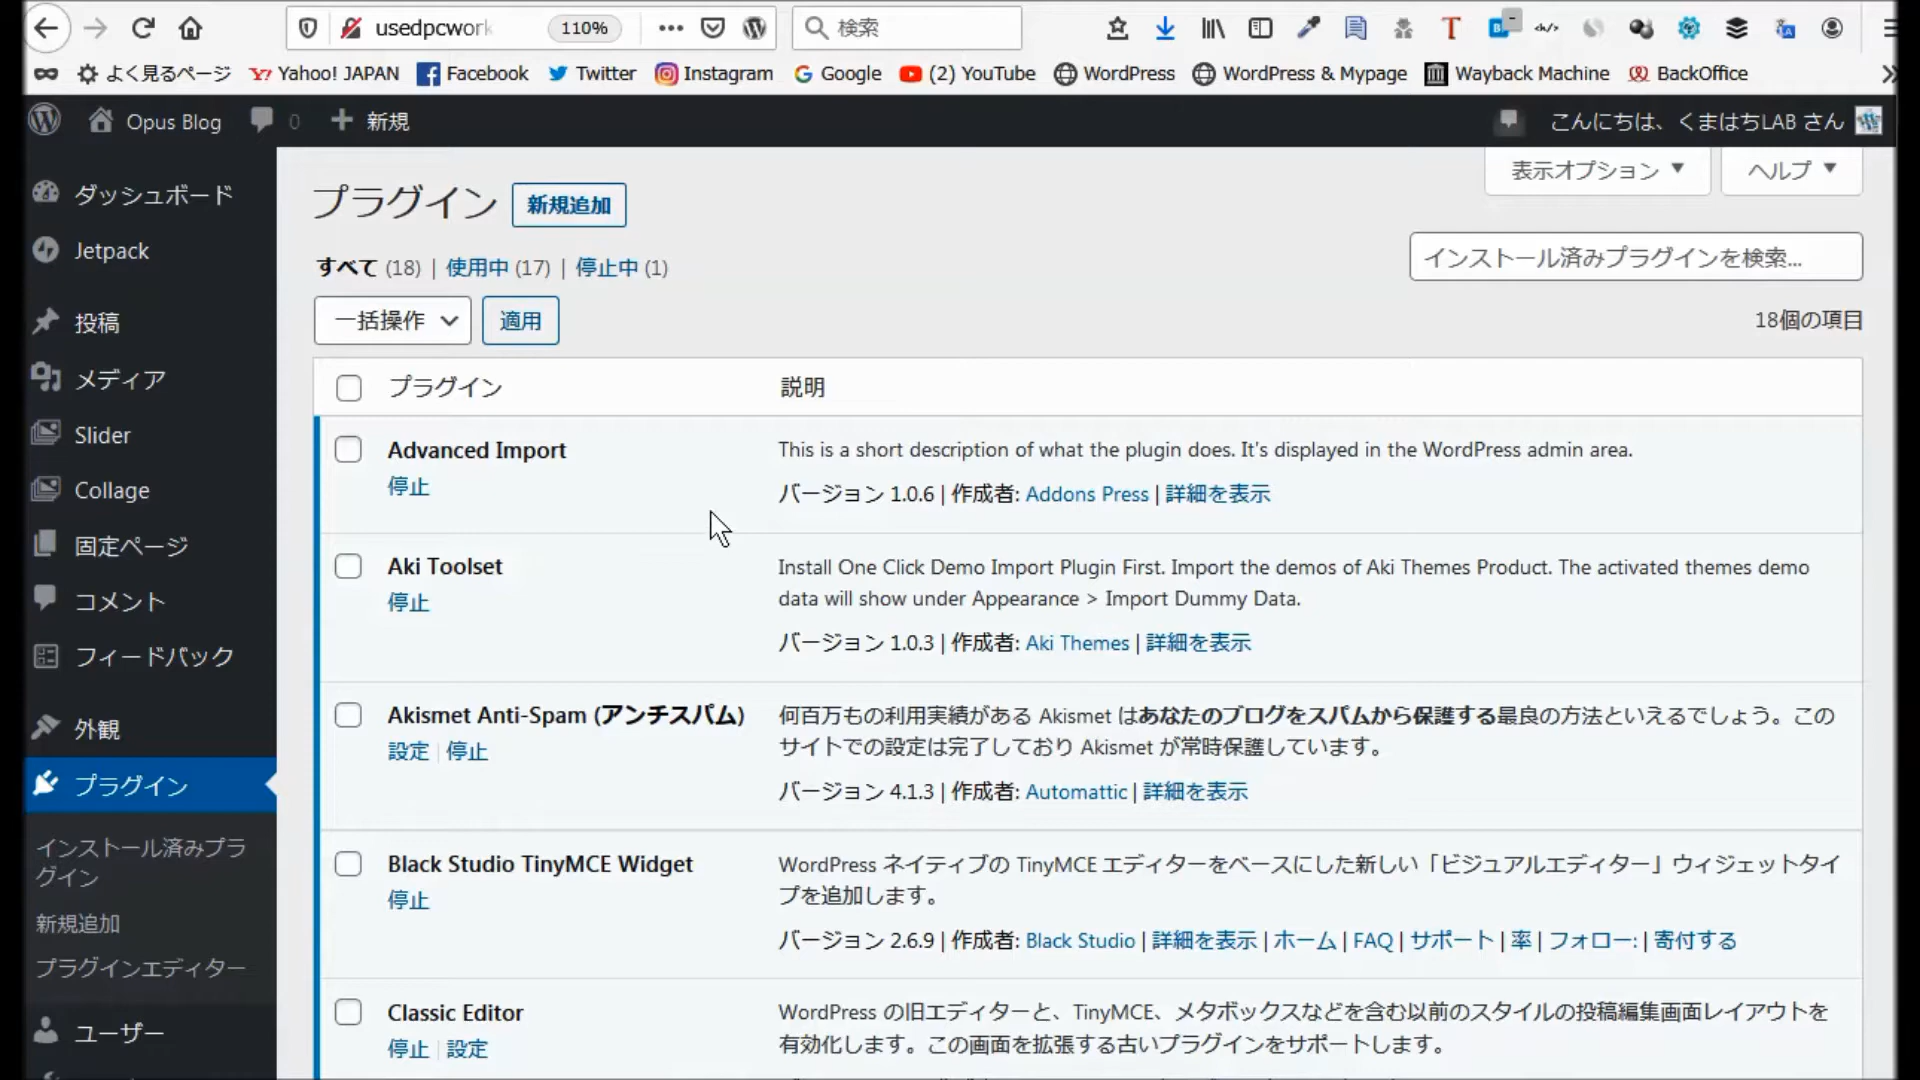 usedpcwork 110% 検索
よく見るページ Yahoo! JAPAN Facebook Twitter Instagram Google (2) YouTube WordPress WordPress & Mypage Wayback Machine BackOffice
Opus Blog 0 新規 こんにちは、くまはちLAB さん
表示オプション ヘルプ
ダッシュボード
Jetpack
投稿
メディア
Slider
Collage
固定ページ
コメント
フィードバック
外観
プラグイン
インストール済みプラ
グイン
新規追加
プラグインエディター
ユーザー
プラグイン 新規追加
すべて (18) | 使用中 (17) | 停止中 (1)
インストール済みプラグインを検索...
一括操作 適用
18個の項目
プラグイン 説明
Advanced Import
停止
This is a short description of what the plugin does. It's displayed in the WordPress admin area.
バージョン 1.0.6 | 作成者: Addons Press | 詳細を表示
Aki Toolset
停止
Install One Click Demo Import Plugin First. Import the demos of Aki Themes Product. The activated themes demo
data will show under Appearance > Import Dummy Data.
バージョン 1.0.3 | 作成者: Aki Themes | 詳細を表示
Akismet Anti-Spam (アンチスパム)
設定 | 停止
何百万もの利用実績がある Akismet はあなたのブログをスパムから保護する最良の方法といえるでしょう。この
サイトでの設定は完了しており Akismet が常時保護しています。
バージョン 4.1.3 | 作成者: Automattic | 詳細を表示
Black Studio TinyMCE Widget
停止
WordPress ネイティブの TinyMCE エディターをベースにした新しい「ビジュアルエディター」ウィジェットタイ
プを追加します。
バージョン 2.6.9 | 作成者: Black Studio | 詳細を表示 | ホーム | FAQ | サポート | 率 | フォロー: | 寄付する
Classic Editor
停止 | 設定
WordPress の旧エディターと、TinyMCE、メタボックスなどを含む以前のスタイルの投稿編集画面レイアウトを
有効化します。この画面を拡張する古いプラグインをサポートします。